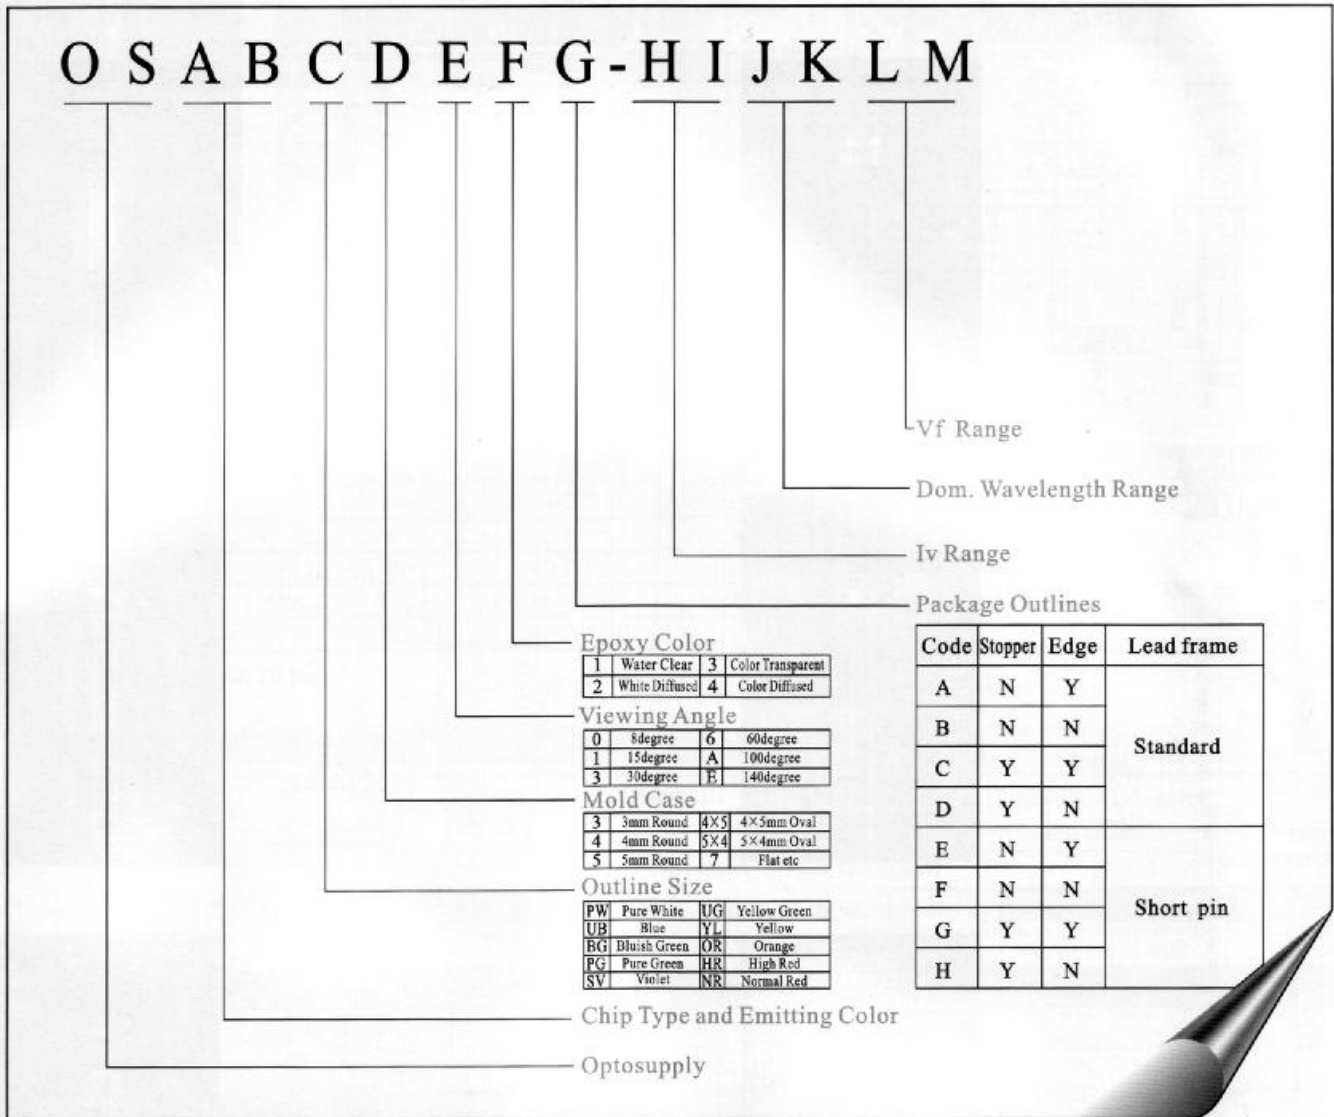 O S A B C D E F G - H I J K L M
Vf Range
Dom. Wavelength Range
Iv Range
Package Outlines
Code Stopper Edge Lead frame
A N Y
B N N
Standard
C Y Y
D Y N
E N Y
F N N
Short pin
G Y Y
H Y N
Epoxy Color
1 Water Clear 3 Color Transparent
2 White Diffused 4 Color Diffused
Viewing Angle
0 8degree 6 60degree
1 15degree A 100degree
3 30degree E 140degree
Mold Case
3 3mm Round 4×5 4×5mm Oval
4 4mm Round 5×4 5×4mm Oval
5 5mm Round 7 Flat etc
Outline Size
PW Pure White UG Yellow Green
UB Blue YL Yellow
BG Bluish Green OR Orange
PG Pure Green HR High Red
SV Violet NR Normal Red
Chip Type and Emitting Color
Optosupply